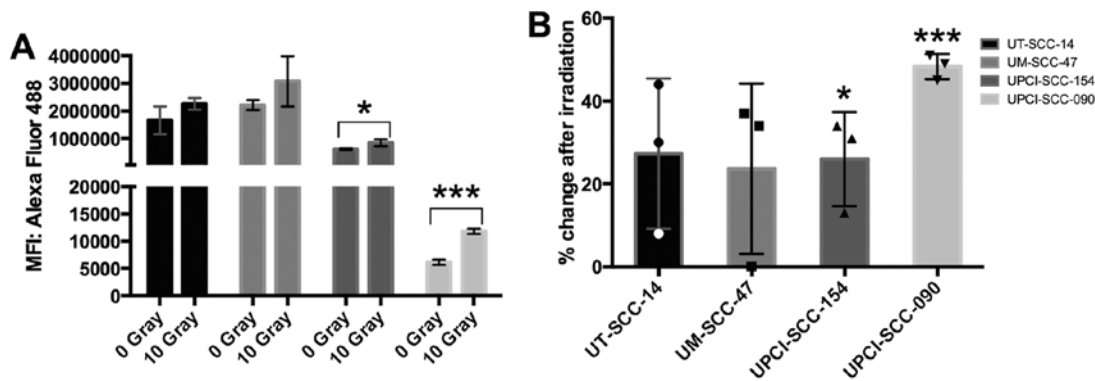 A
MFI: Alexa Fluor 488
4000000
3000000
2000000
1000000
20000
15000
10000
5000
0
*
***
0 Gray
10 Gray
0 Gray
10 Gray
0 Gray
10 Gray
0 Gray
10 Gray
B
% change after irradiation
60
40
20
0
*
***
UT-SCC-14
UM-SCC-47
UPCI-SCC-154
UPCI-SCC-090
UT-SCC-14
UM-SCC-47
UPCI-SCC-154
UPCI-SCC-090